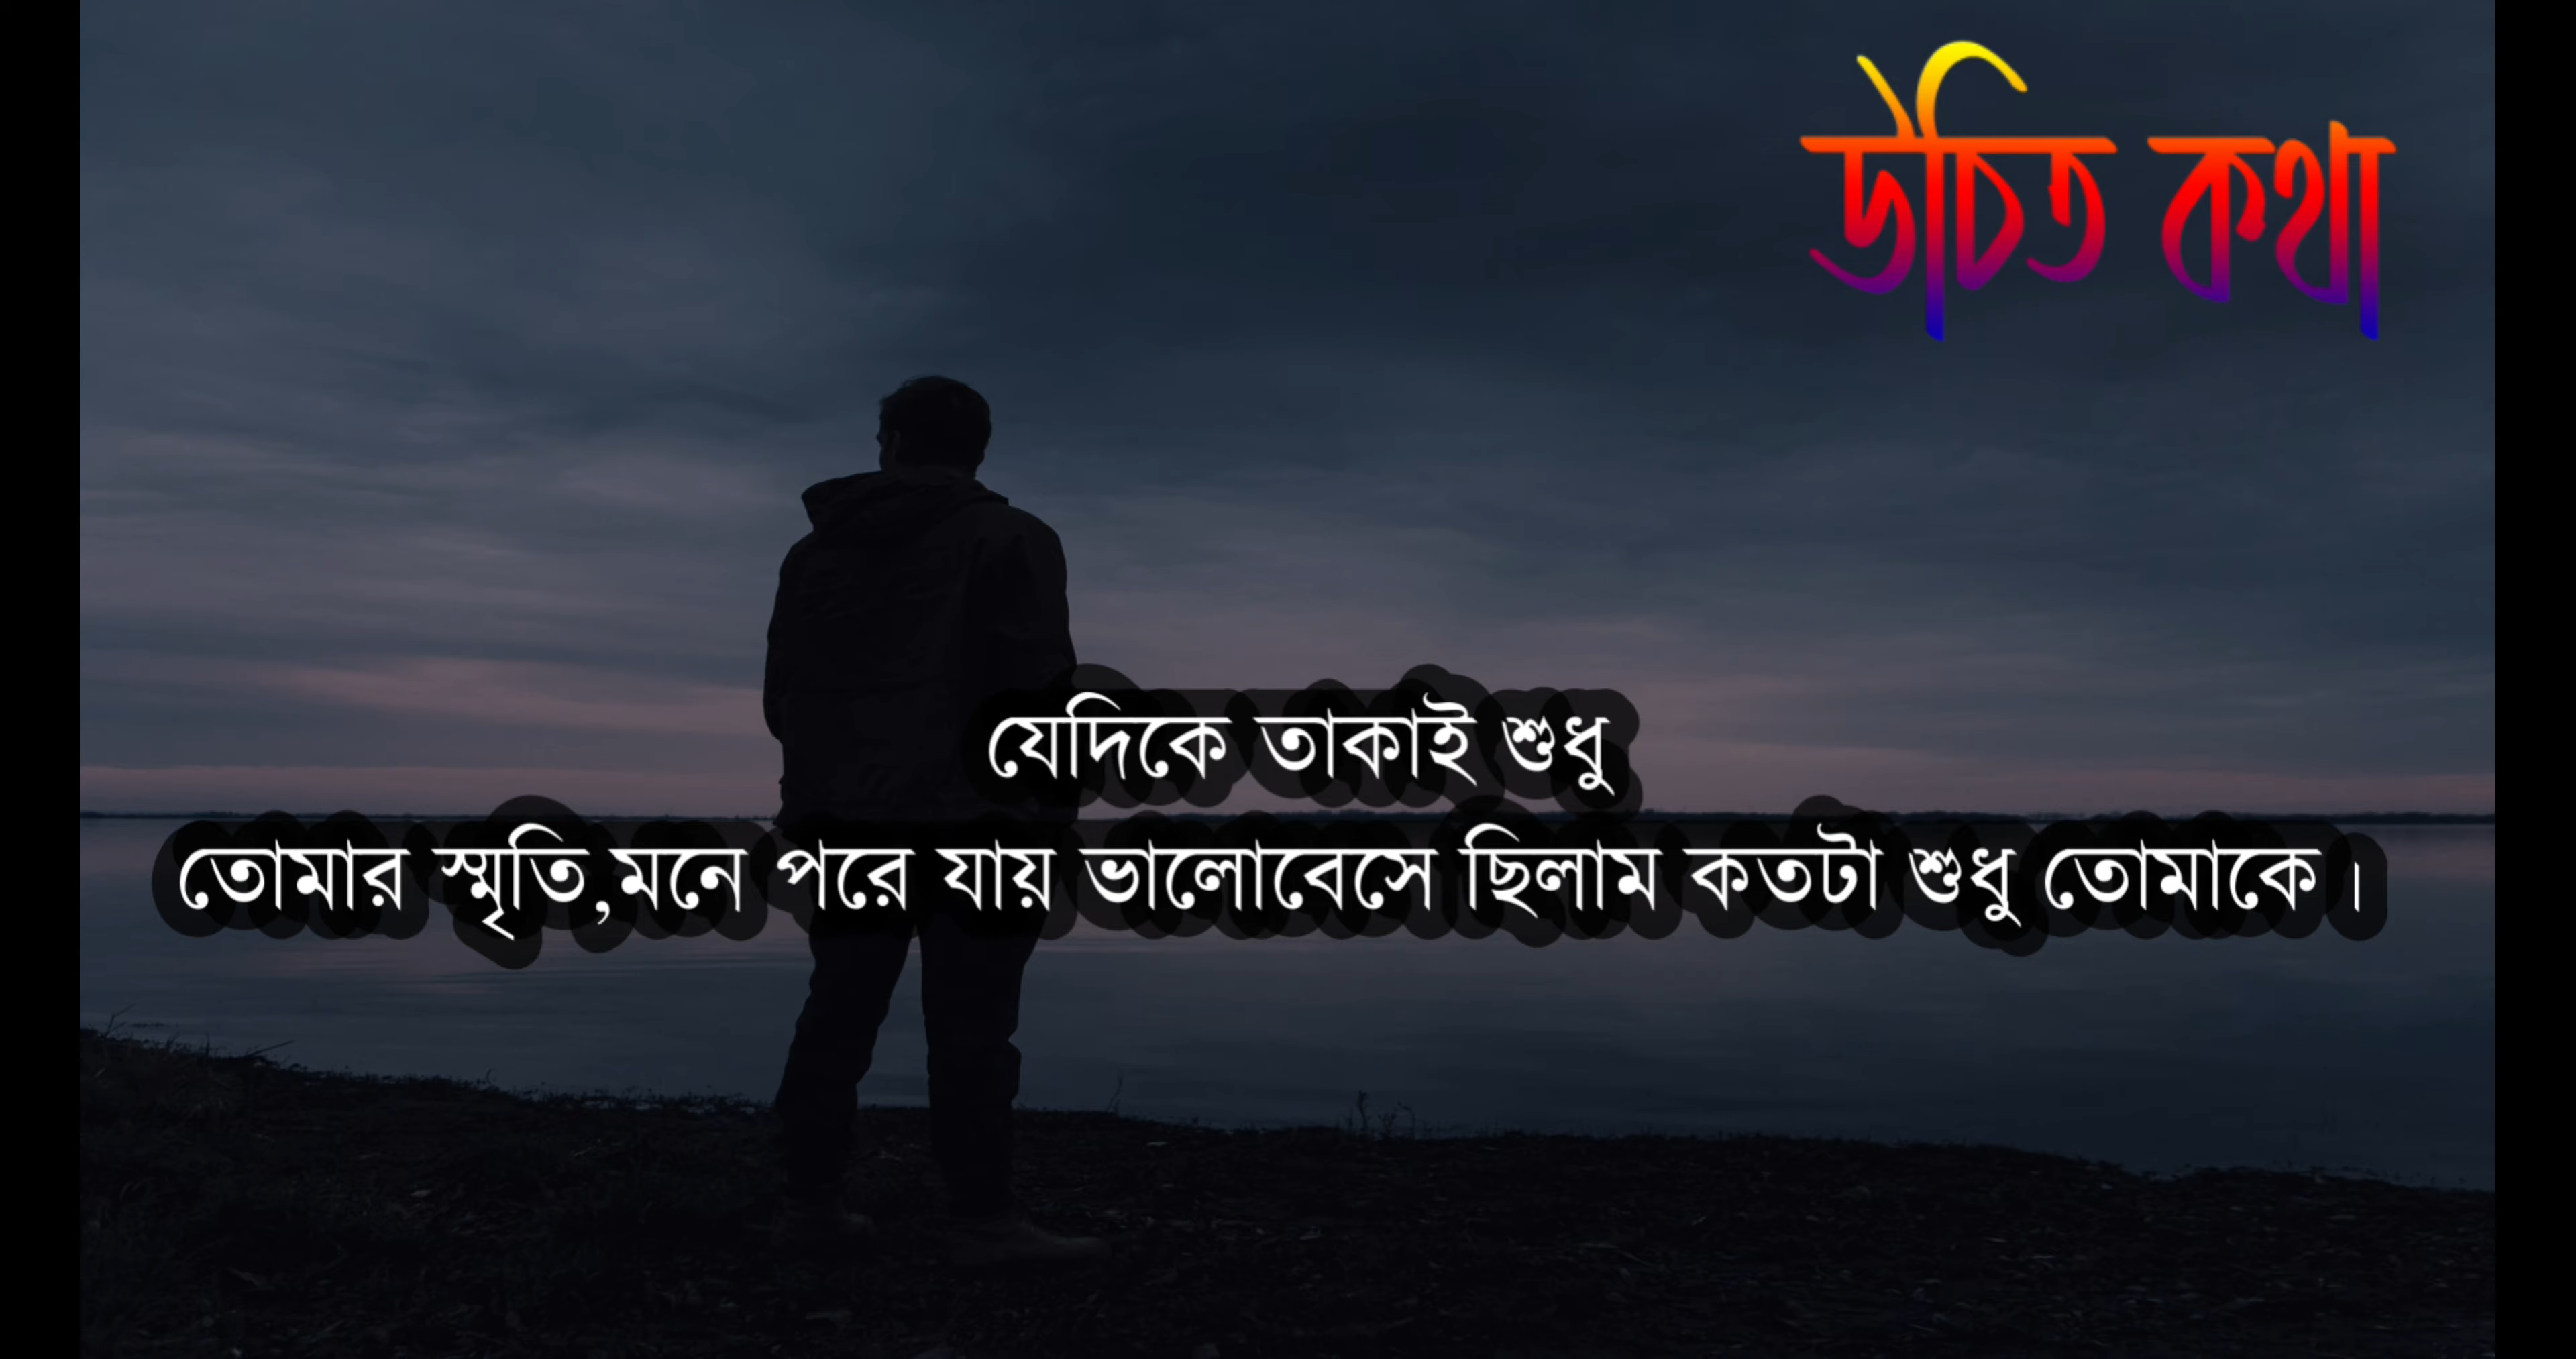 উচিত কথা
যেদিকে তাকাই শুধু
তোমার স্মৃতি,মনে পরে যায় ভালোবেসে ছিলাম কতটা শুধু তোমাকে।